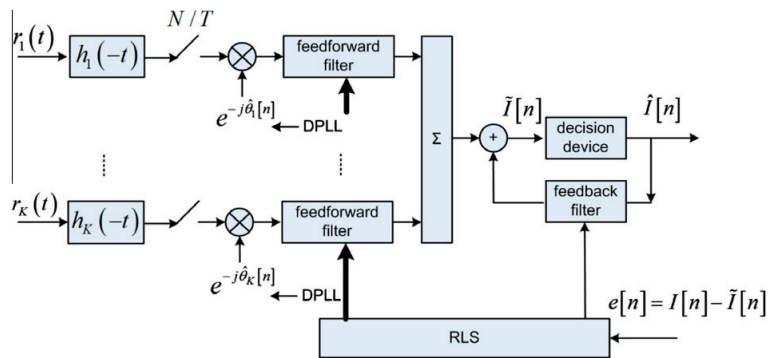 N / T
r₁(t)
h₁(−t)
feedforward
filter
e^{−jθ̂₁[n]}
DPLL
Σ
Ĩ[n]
Î[n]
+
decision
device
feedback
filter
r_K(t)
h_K(−t)
feedforward
filter
e^{−jθ̂_K[n]}
DPLL
e[n] = I[n] − Ĩ[n]
RLS